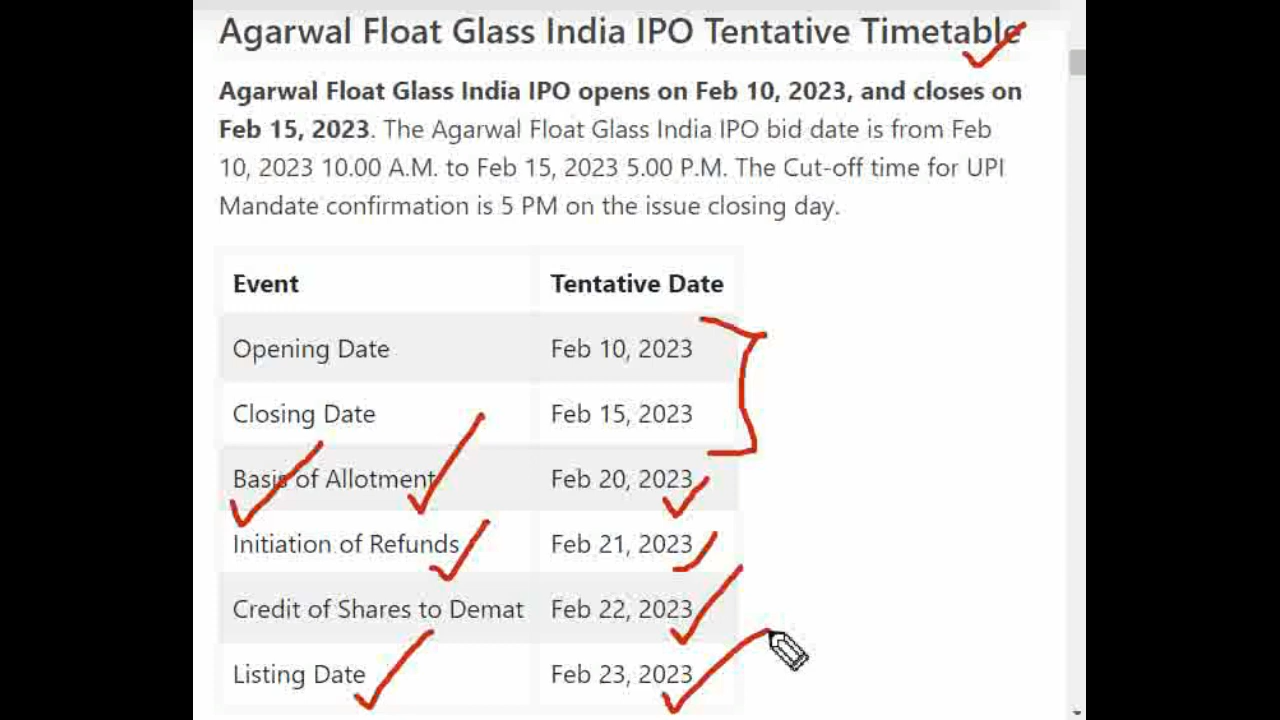 Agarwal Float Glass India IPO Tentative Timetable
Agarwal Float Glass India IPO opens on Feb 10, 2023, and closes on
Feb 15, 2023. The Agarwal Float Glass India IPO bid date is from Feb
10, 2023 10.00 A.M. to Feb 15, 2023 5.00 P.M. The Cut-off time for UPI
Mandate confirmation is 5 PM on the issue closing day.
Event Tentative Date
Opening Date Feb 10, 2023
Closing Date Feb 15, 2023
Basis of Allotment Feb 20, 2023
Initiation of Refunds Feb 21, 2023
Credit of Shares to Demat Feb 22, 2023
Listing Date Feb 23, 2023